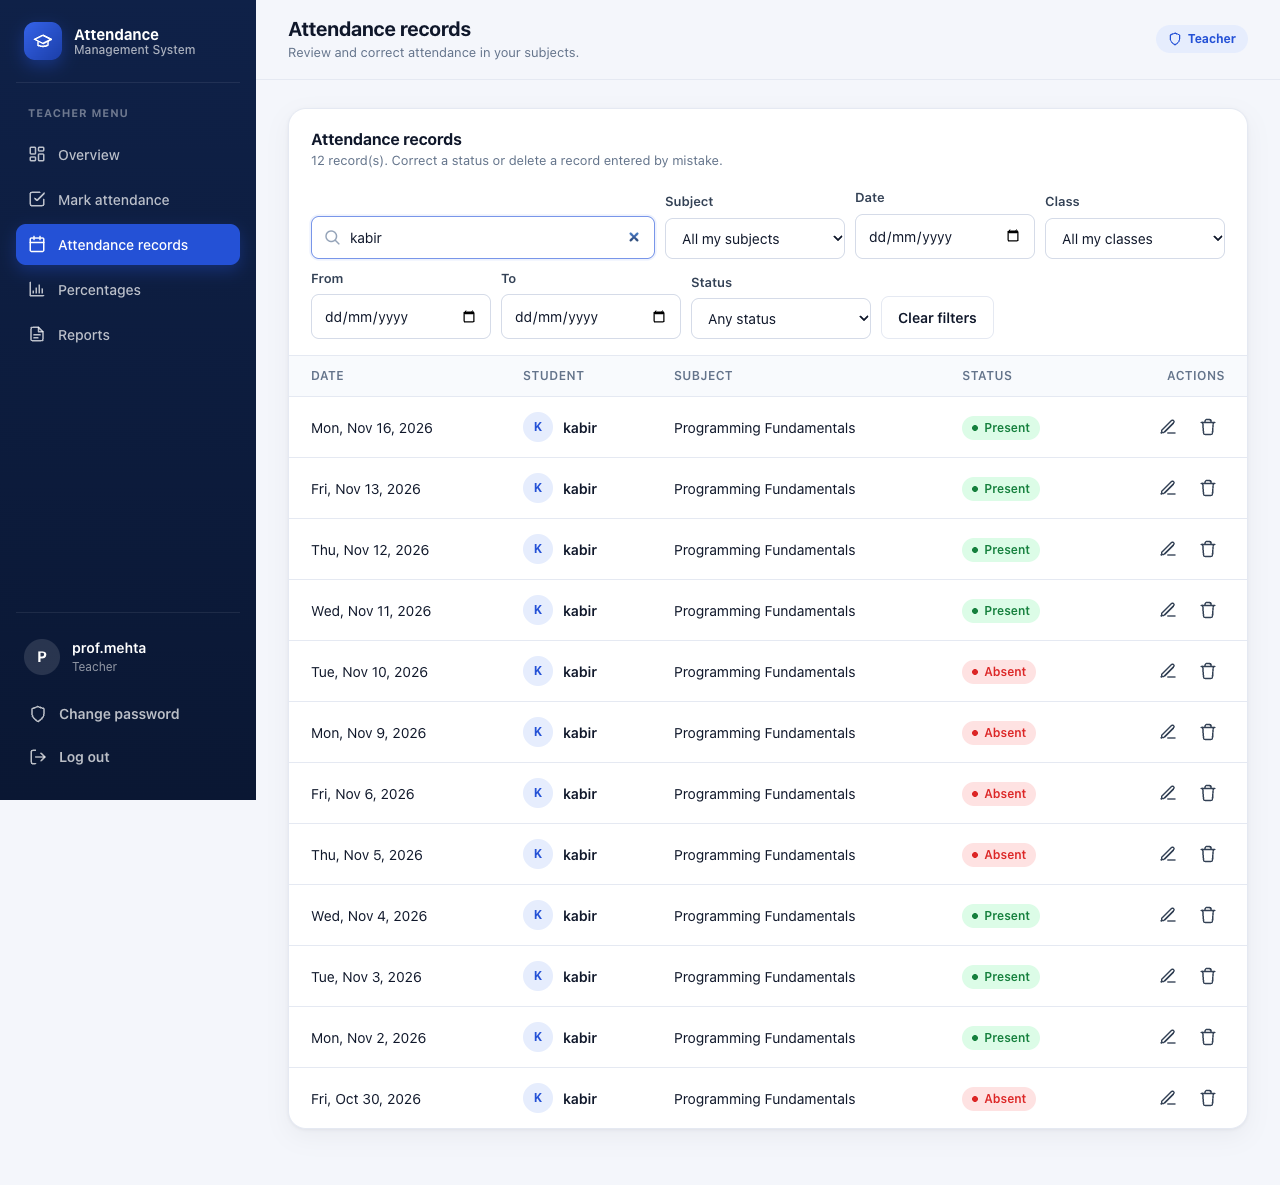 Attendance
Management System
TEACHER MENU
Overview
Mark attendance
Attendance records
Percentages
Reports
P
prof.mehta
Teacher
Change password
Log out
Attendance records
Review and correct attendance in your subjects.
Teacher
Attendance records
12 record(s). Correct a status or delete a record entered by mistake.
kabir
Subject
All my subjects
Date
dd/mm/yyyy
Class
All my classes
From
dd/mm/yyyy
To
dd/mm/yyyy
Status
Any status
Clear filters
DATE STUDENT SUBJECT STATUS ACTIONS
Mon, Nov 16, 2026 K kabir Programming Fundamentals Present
Fri, Nov 13, 2026 K kabir Programming Fundamentals Present
Thu, Nov 12, 2026 K kabir Programming Fundamentals Present
Wed, Nov 11, 2026 K kabir Programming Fundamentals Present
Tue, Nov 10, 2026 K kabir Programming Fundamentals Absent
Mon, Nov 9, 2026 K kabir Programming Fundamentals Absent
Fri, Nov 6, 2026 K kabir Programming Fundamentals Absent
Thu, Nov 5, 2026 K kabir Programming Fundamentals Absent
Wed, Nov 4, 2026 K kabir Programming Fundamentals Present
Tue, Nov 3, 2026 K kabir Programming Fundamentals Present
Mon, Nov 2, 2026 K kabir Programming Fundamentals Present
Fri, Oct 30, 2026 K kabir Programming Fundamentals Absent